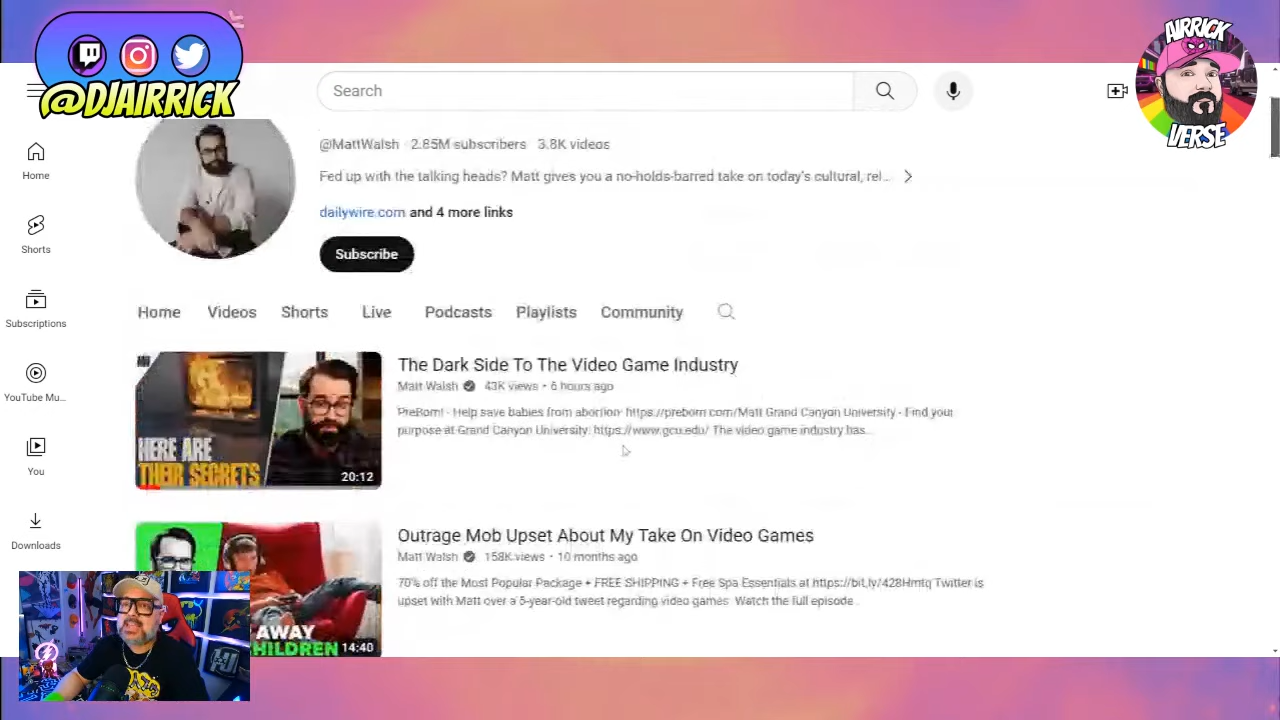 @DJAIRRICK
AIRRICK
VERSE
Search
@MattWalsh · 2.85M subscribers · 3.8K videos
Fed up with the talking heads? Matt gives you a no-holds-barred take on today's cultural, rel...
dailywire.com and 4 more links
Subscribe
Home
Shorts
Subscriptions
YouTube Mu...
You
Downloads
Home Videos Shorts Live Podcasts Playlists Community
HERE ARE
THEIR SECRETS
20:12
The Dark Side To The Video Game Industry
Matt Walsh 43K views • 6 hours ago
PreBorn! - Help save babies from abortion: https://preborn.com/Matt Grand Canyon University - Find your
purpose at Grand Canyon University: https://www.gcu.edu/ The video game industry has...
AWAY
HILDREN
14:40
Outrage Mob Upset About My Take On Video Games
Matt Walsh 158K views • 10 months ago
70% off the Most Popular Package + FREE SHIPPING + Free Spa Essentials at https://bit.ly/428Hmtq Twitter is
upset with Matt over a 5-year-old tweet regarding video games. Watch the full episode...